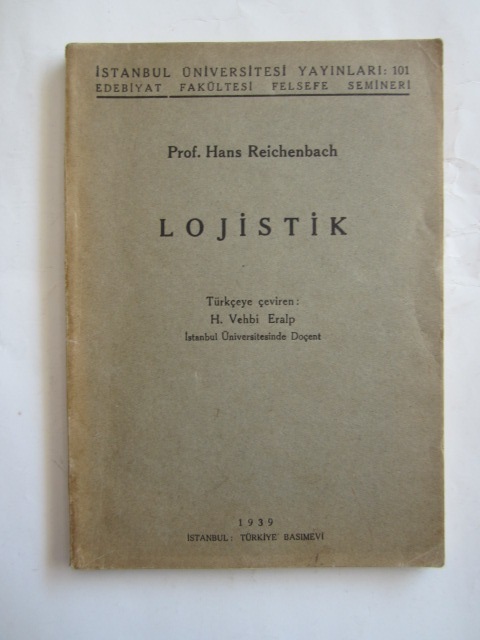 İSTANBUL ÜNİVERSİTESİ YAYINLARI: 101
EDEBİYAT FAKÜLTESİ FELSEFE SEMİNERİ
Prof. Hans Reichenbach
LOJİSTİK
Türkçeye çeviren:
H. Vehbi Eralp
İstanbul Üniversitesinde Doçent
1939
İSTANBUL: TÜRKİYE BASIMEVİ